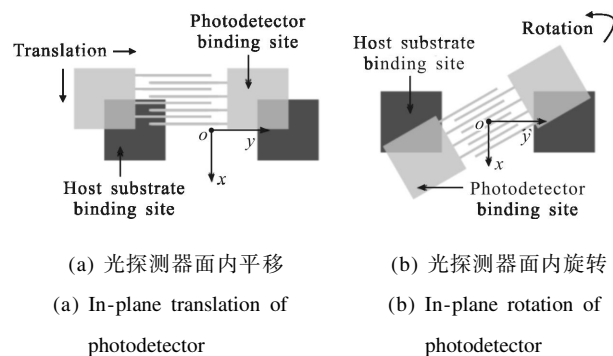 Translation
Photodetector
binding site
o
y
x
Host substrate
binding site
Rotation
Host substrate
binding site
o
y
x
Photodetector
binding site
(a) 光探测器面内平移
(a) In-plane translation of
photodetector
(b) 光探测器面内旋转
(b) In-plane rotation of
photodetector